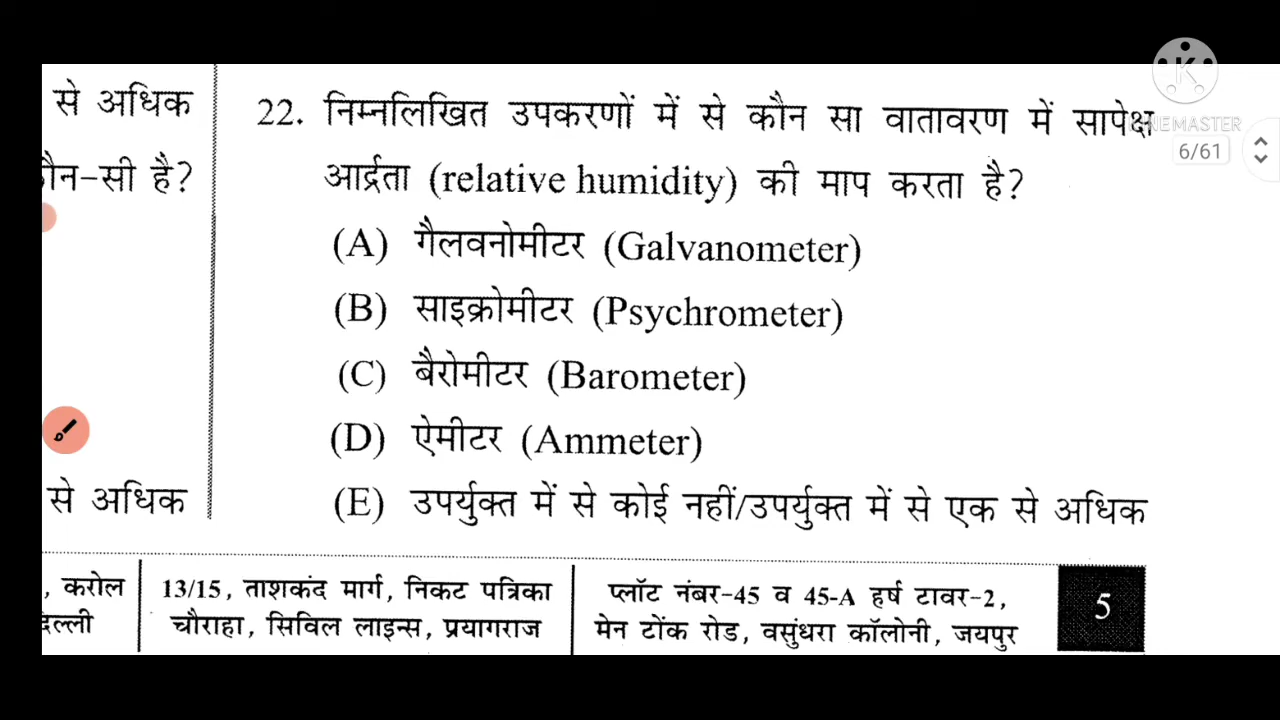 से अधिक
है?
से अधिक
22. निम्नलिखित उपकरणों में से कौन सा वातावरण में सापेक्ष
आर्द्रता (relative humidity) की माप करता है?
(A) गैलवनोमीटर (Galvanometer)
(B) साइक्रोमीटर (Psychrometer)
(C) बैरोमीटर (Barometer)
(D) ऐमीटर (Ammeter)
(E) उपर्युक्त में से कोई नहीं/उपर्युक्त में से एक से अधिक
KINEMASTER
6/61
, करोल
13/15, ताशकंद मार्ग, निकट पत्रिका
चौराहा, सिविल लाइन्स, प्रयागराज
प्लॉट नंबर-45 व 45-A हर्ष टावर-2,
मेन टोंक रोड, वसुंधरा कॉलोनी, जयपुर
5